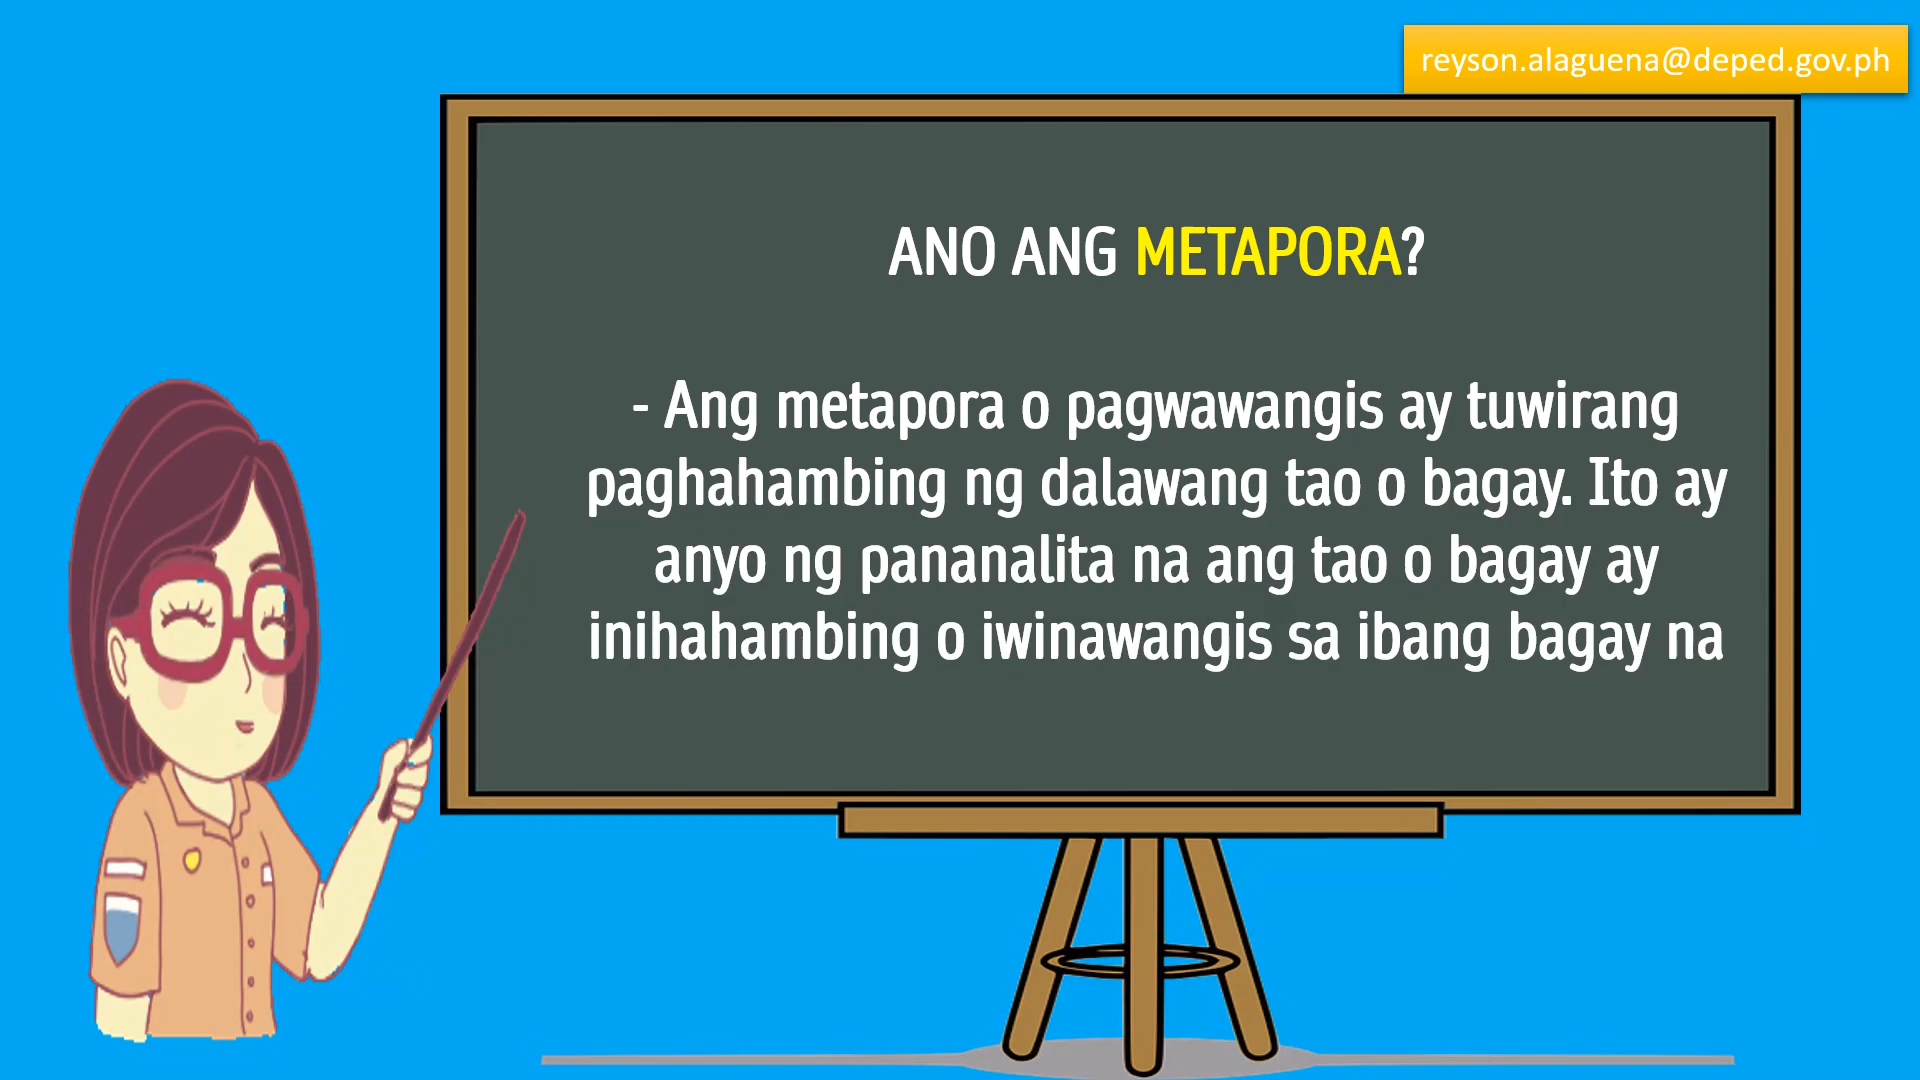 reyson.alaguena@deped.gov.ph
ANO ANG METAPORA?
- Ang metapora o pagwawangis ay tuwirang
paghahambing ng dalawang tao o bagay. Ito ay
anyo ng pananalita na ang tao o bagay ay
inihahambing o iwinawangis sa ibang bagay na